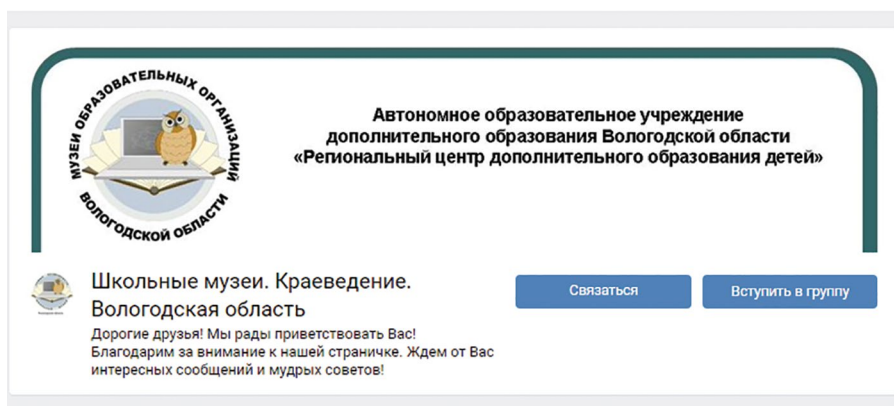 МУЗЕИ ОБРАЗОВАТЕЛЬНЫХ ОРГАНИЗАЦИЙ
ВОЛОГОДСКОЙ ОБЛАСТИ
Автономное образовательное учреждение
дополнительного образования Вологодской области
«Региональный центр дополнительного образования детей»
Школьные музеи. Краеведение.
Вологодская область
Дорогие друзья! Мы рады приветствовать Вас!
Благодарим за внимание к нашей страничке. Ждем от Вас
интересных сообщений и мудрых советов!
Связаться
Вступить в группу